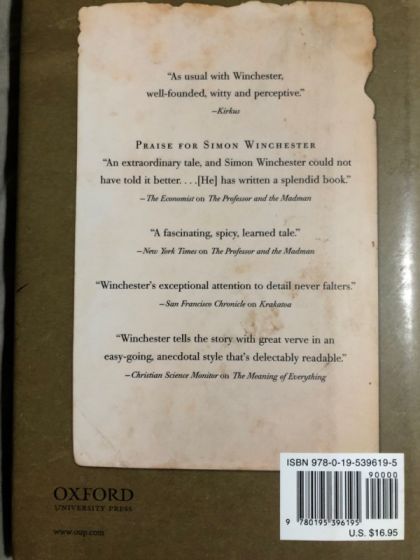 “As usual with Winchester,
well-founded, witty and perceptive.”
—Kirkus
PRAISE FOR SIMON WINCHESTER
“An extraordinary tale, and Simon Winchester could not
have told it better. . . .[He] has written a splendid book.”
—The Economist on The Professor and the Madman
“A fascinating, spicy, learned tale.”
—New York Times on The Professor and the Madman
“Winchester’s exceptional attention to detail never falters.”
—San Francisco Chronicle on Krakatoa
“Winchester tells the story with great verve in an
easy-going, anecdotal style that’s delectably readable.”
—Christian Science Monitor on The Meaning of Everything
OXFORD
UNIVERSITY PRESS
www.oup.com
ISBN 978-0-19-539619-5
90000
9 780195 396195
U.S. $16.95